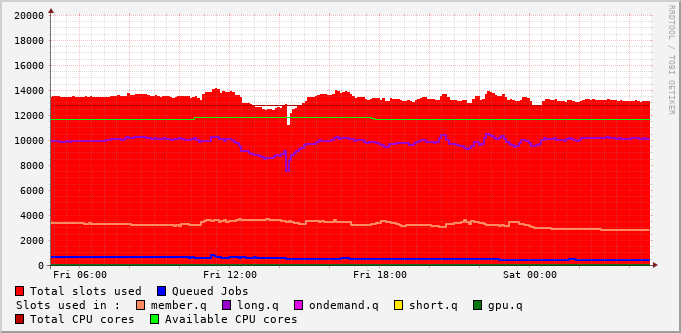 RRDTOOL / TOBI OETIKER
20000
18000
16000
14000
12000
10000
8000
6000
4000
2000
0
Fri 06:00 Fri 12:00 Fri 18:00 Sat 00:00
Total slots used Queued Jobs
Slots used in : member.q long.q ondemand.q short.q gpu.q
Total CPU cores Available CPU cores